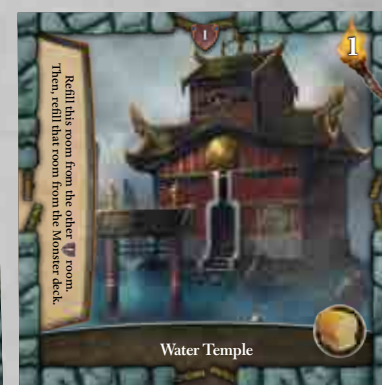 1
1
Refill this room from the other room.
Then, refill that room from the Monster deck.
Water Temple